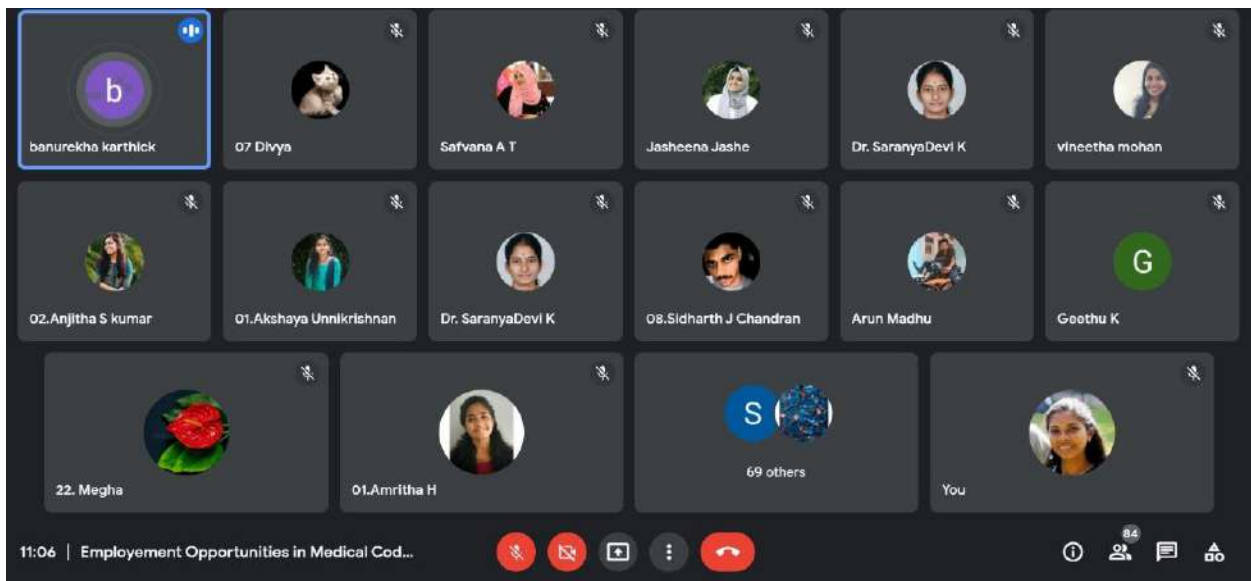 b
banurekha karthick
07 Divya
Safvana A T
Jasheena Jashe
Dr. SaranyaDevi K
vineetha mohan
02.Anjitha S kumar
01.Akshaya Unnikrishnan
Dr. SaranyaDevi K
08.Sidharth J Chandran
Arun Madhu
G
Geethu K
22. Megha
01.Amritha H
S
69 others
You
11:06 | Employement Opportunities in Medical Cod...
84